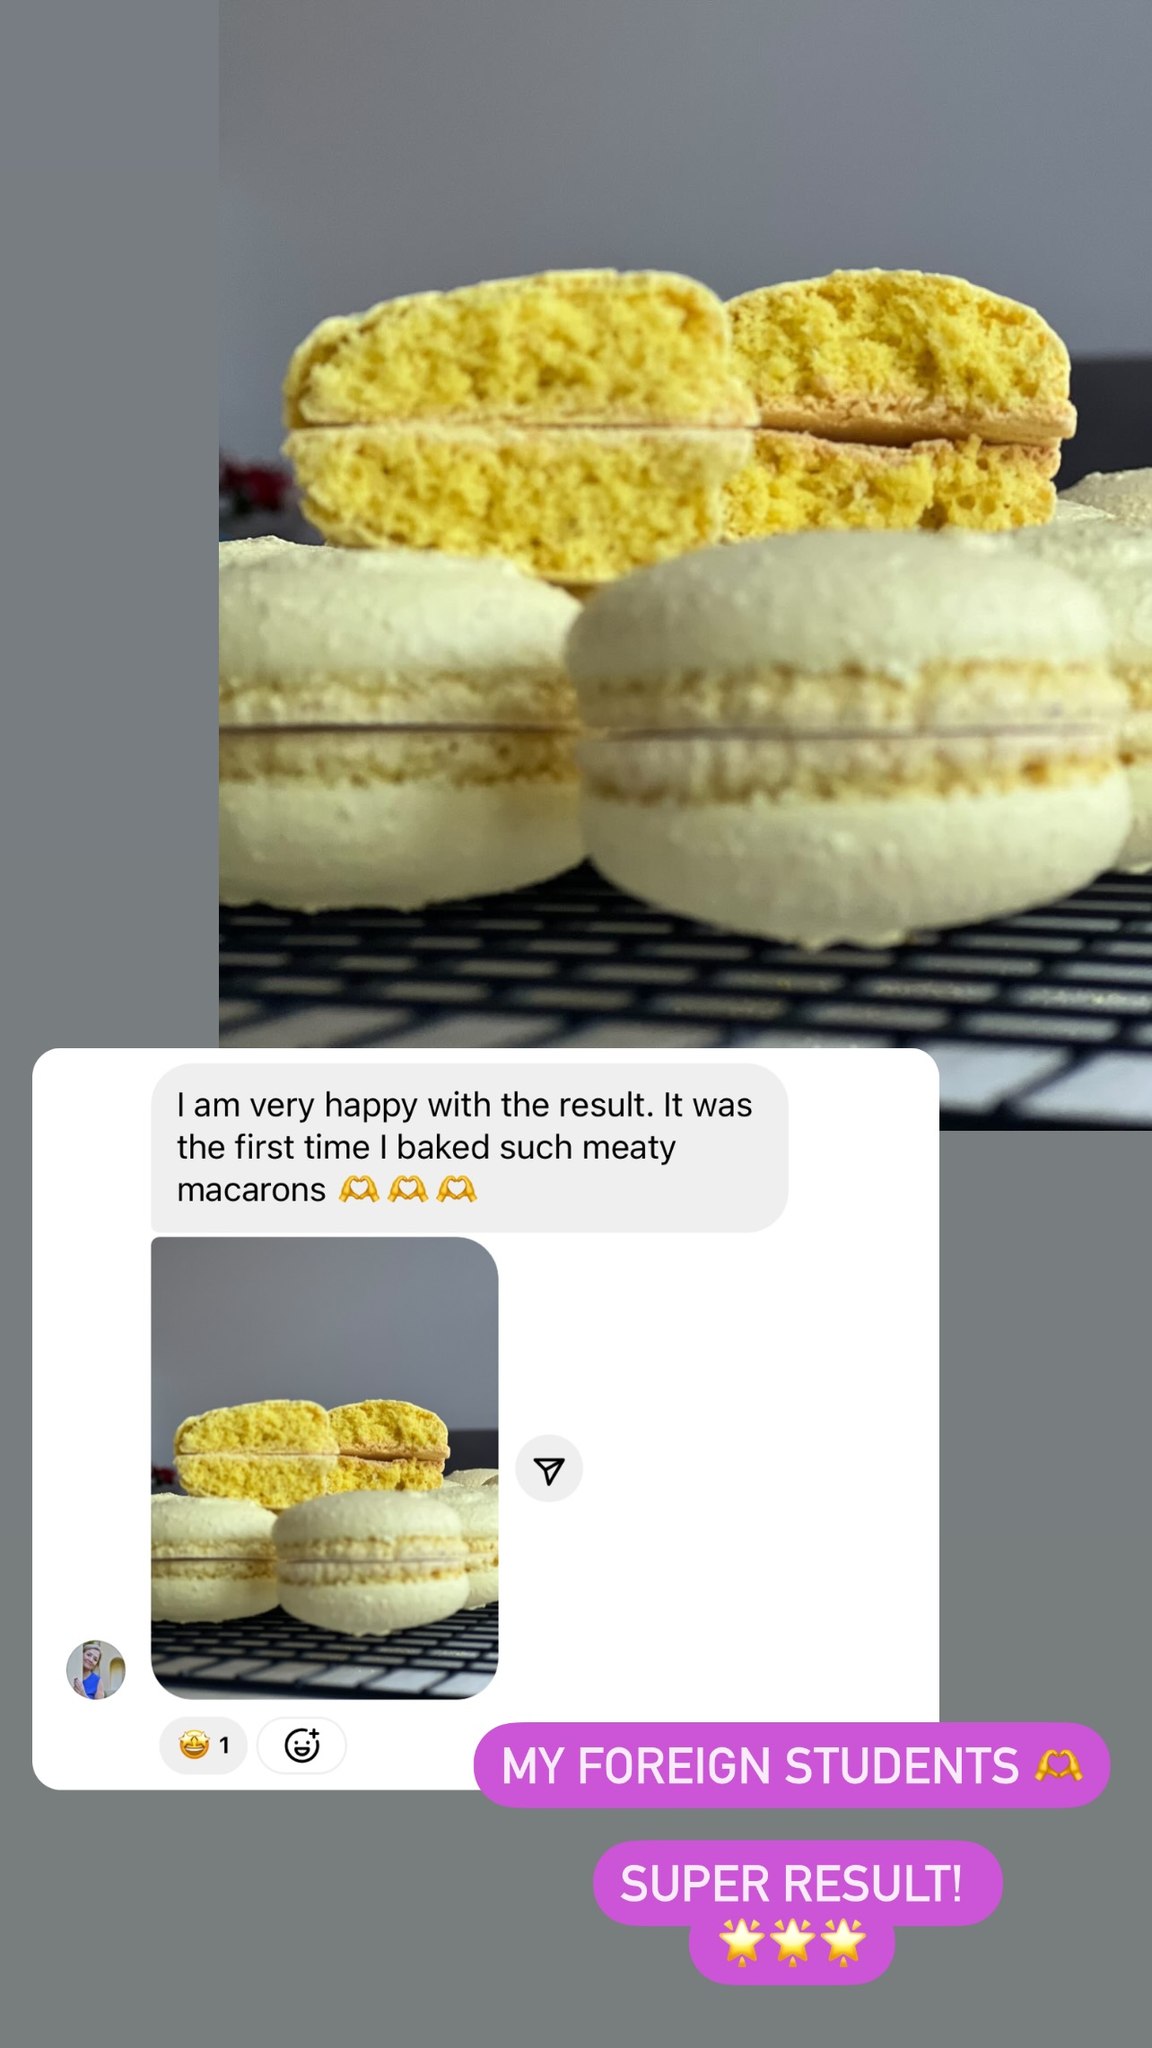 I am very happy with the result. It was
the first time I baked such meaty
macarons 🫶🫶🫶
🤩 1
MY FOREIGN STUDENTS 🫶
SUPER RESULT!
🌟🌟🌟